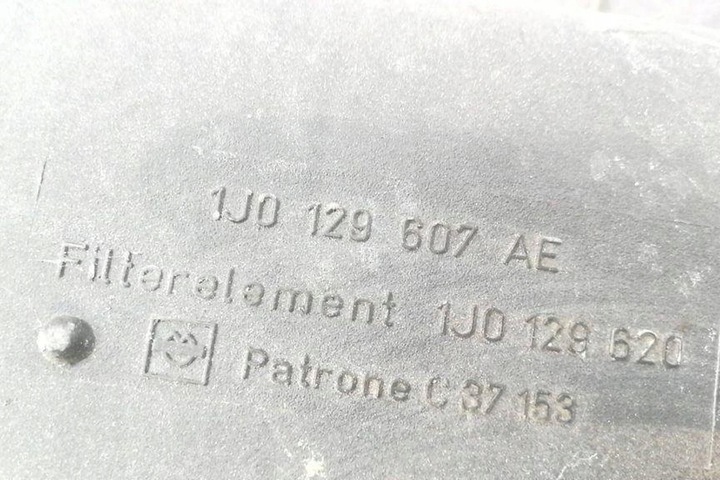 1J0 129 607 AE
Filterelement 1J0 129 620
Patrone C 37 153